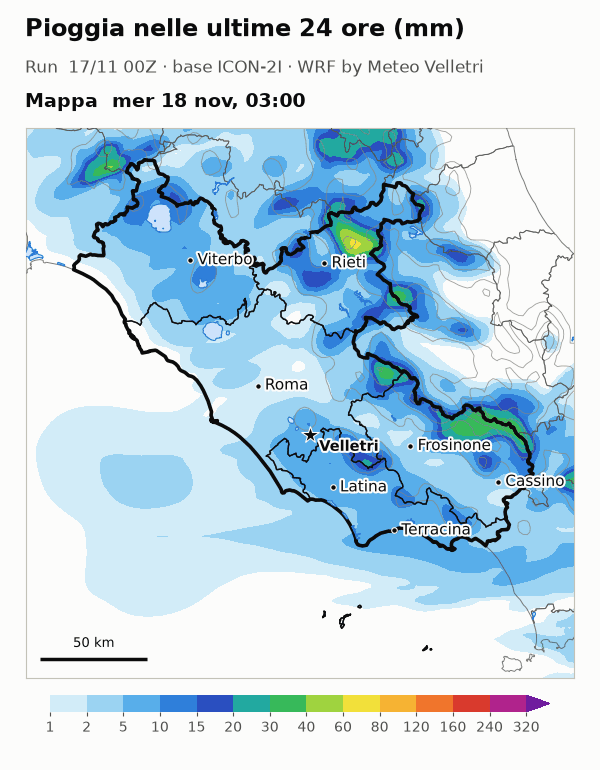 Pioggia nelle ultime 24 ore (mm)
Run 17/11 00Z · base ICON-2I · WRF by Meteo Velletri
Mappa mer 18 nov, 03:00
Viterbo
Rieti
Roma
Velletri
Frosinone
Cassino
Latina
Terracina
50 km
1 2 5 10 15 20 30 40 60 80 120 160 240 320